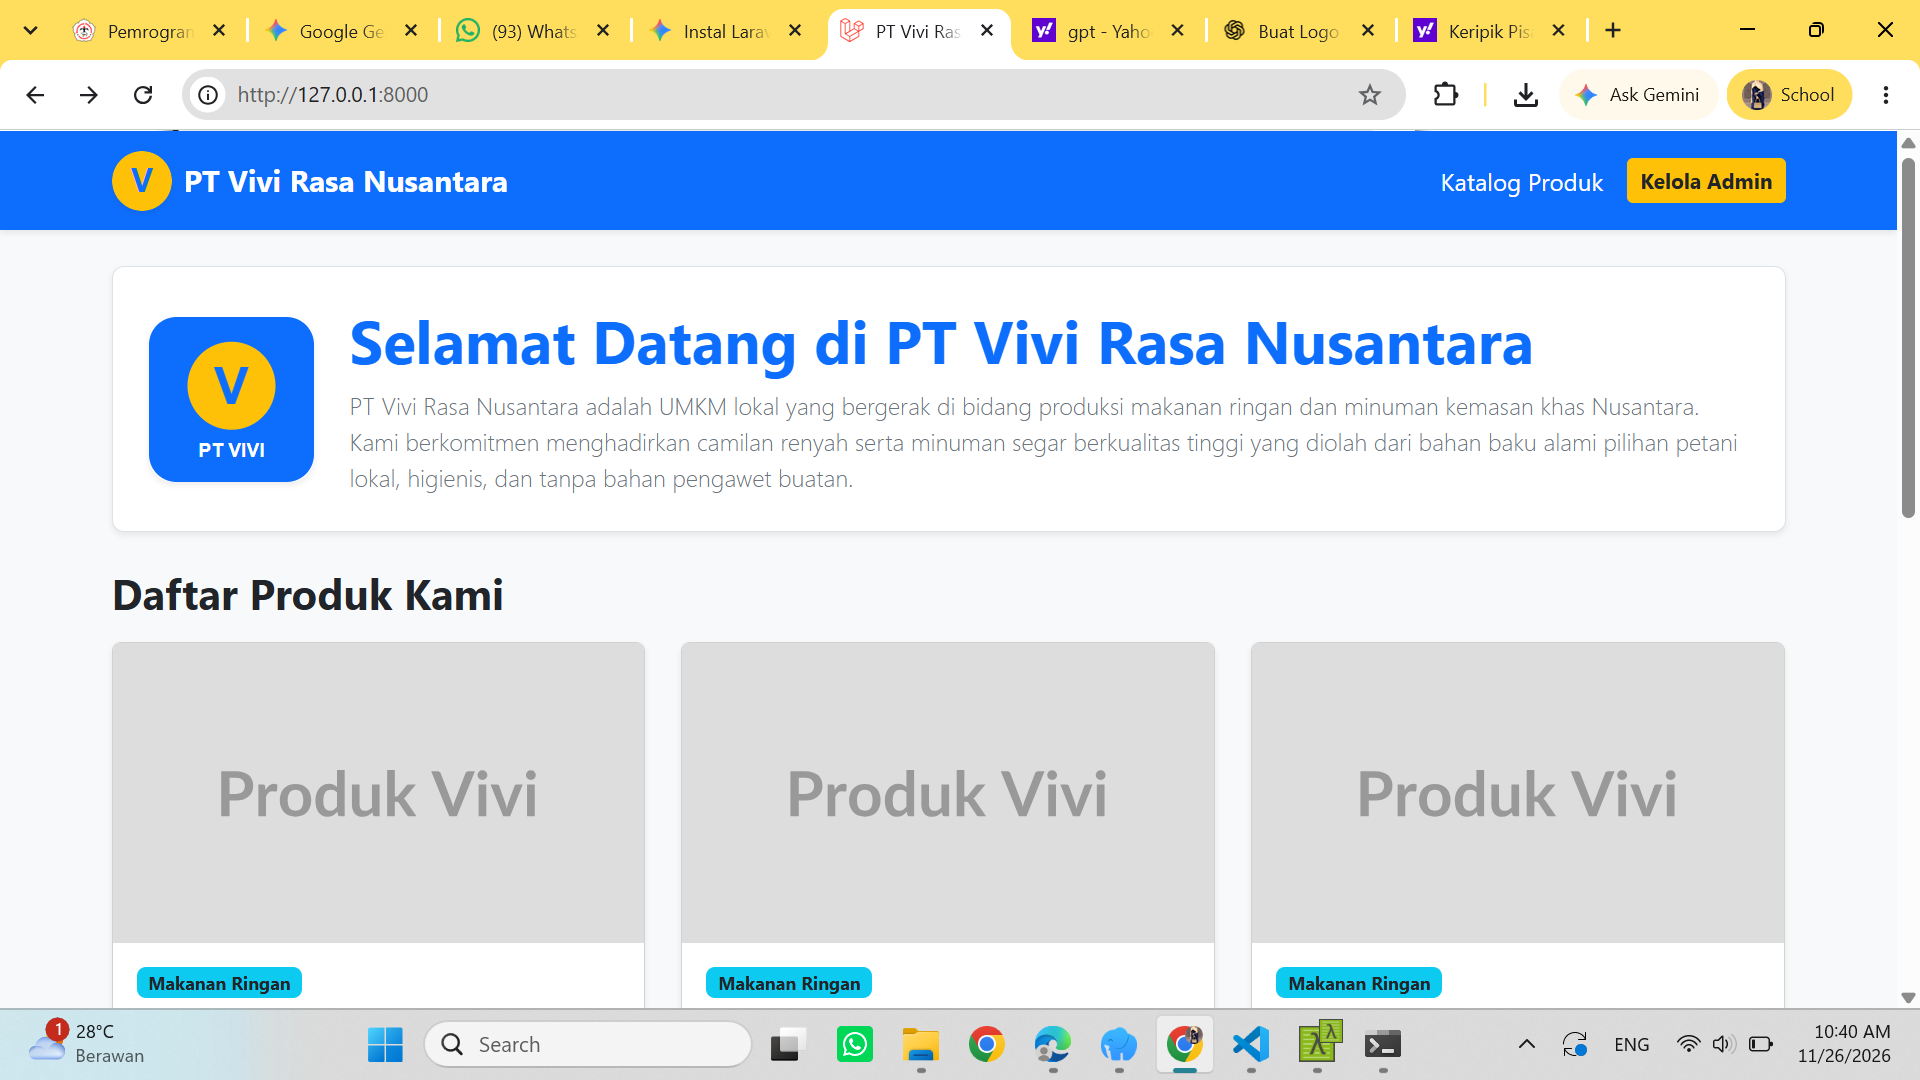 Pemrogran
Google Ge
(93) Whats
Instal Larav
PT Vivi Ras
gpt - Yaho
Buat Logo
Keripik Pis
http://127.0.0.1:8000
Ask Gemini
School
V
PT Vivi Rasa Nusantara
Katalog Produk
Kelola Admin
V
PT VIVI
Selamat Datang di PT Vivi Rasa Nusantara
PT Vivi Rasa Nusantara adalah UMKM lokal yang bergerak di bidang produksi makanan ringan dan minuman kemasan khas Nusantara.
Kami berkomitmen menghadirkan camilan renyah serta minuman segar berkualitas tinggi yang diolah dari bahan baku alami pilihan petani
lokal, higienis, dan tanpa bahan pengawet buatan.
Daftar Produk Kami
Produk Vivi
Produk Vivi
Produk Vivi
Makanan Ringan
Makanan Ringan
Makanan Ringan
1
28°C
Berawan
Search
ENG
10:40 AM
11/26/2026